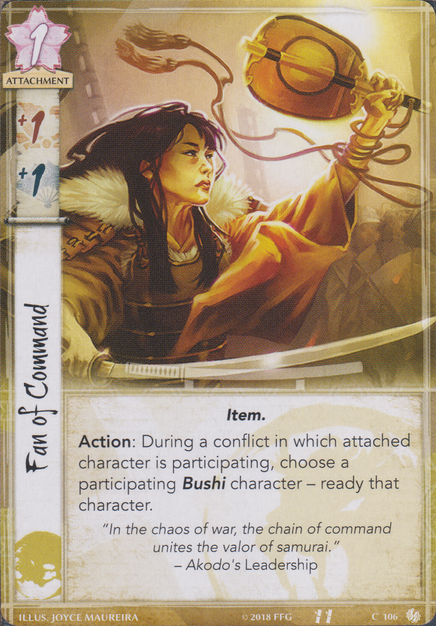 1
ATTACHMENT
+1
+1
Fan of Command
Item.
Action: During a conflict in which attached
character is participating, choose a
participating Bushi character – ready that
character.
“In the chaos of war, the chain of command
unites the valor of samurai.”
– Akodo's Leadership
ILLUS. JOYCE MAUREIRA
© 2018 FFG
C 106